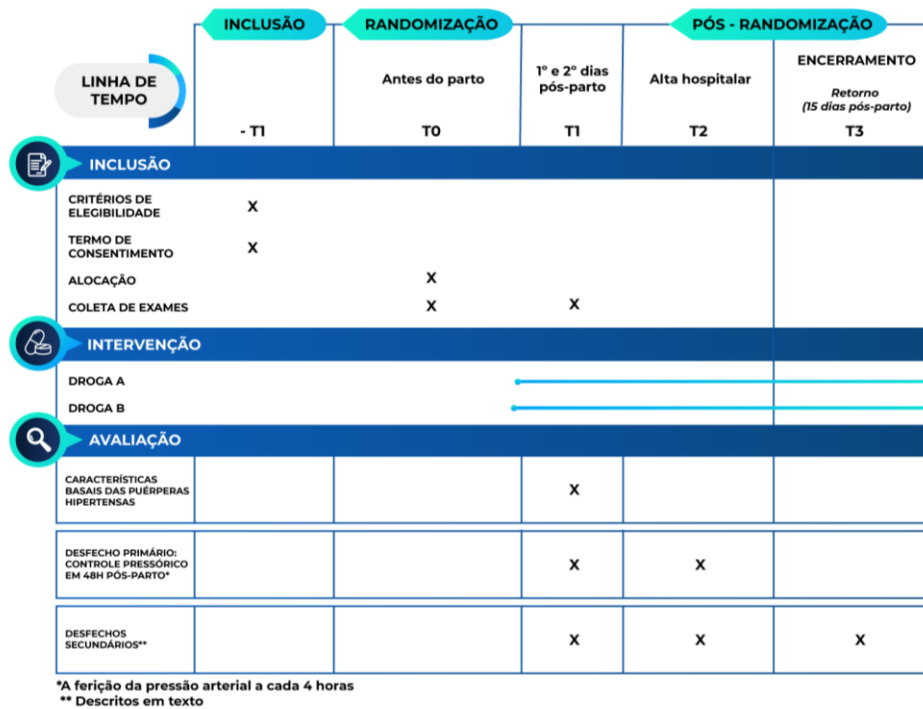 INCLUSÃO
RANDOMIZAÇÃO
PÓS - RANDOMIZAÇÃO
LINHA DE
TEMPO
Antes do parto
1º e 2º dias
pós-parto
Alta hospitalar
ENCERRAMENTO
Retorno
(15 dias pós-parto)
- T1
T0
T1
T2
T3
INCLUSÃO
CRITÉRIOS DE
ELEGIBILIDADE
X
TERMO DE
CONSENTIMENTO
X
ALOCAÇÃO
X
COLETA DE EXAMES
X
X
INTERVENÇÃO
DROGA A
DROGA B
AVALIAÇÃO
CARACTERÍSTICAS
BASAIS DAS PUÉRPERAS
HIPERTENSAS
X
DESFECHO PRIMÁRIO:
CONTROLE PRESSÓRICO
EM 48H PÓS-PARTO*
X
X
DESFECHOS
SECUNDÁRIOS**
X
X
X
*A ferição da pressão arterial a cada 4 horas
** Descritos em texto